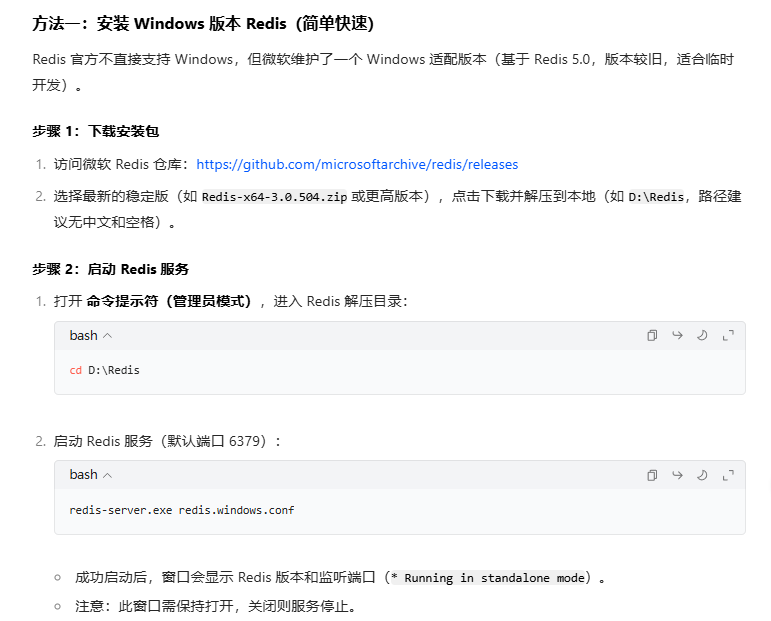 方法一：安装 Windows 版本 Redis（简单快速）
Redis 官方不直接支持 Windows，但微软维护了一个 Windows 适配版本（基于 Redis 5.0，版本较旧，适合临时
开发）。
步骤 1：下载安装包
1. 访问微软 Redis 仓库：https://github.com/microsoftarchive/redis/releases
2. 选择最新的稳定版（如 Redis-x64-3.0.504.zip 或更高版本），点击下载并解压到本地（如 D:\Redis，路径建
议无中文和空格）。
步骤 2：启动 Redis 服务
1. 打开 命令提示符（管理员模式），进入 Redis 解压目录：
bash
cd D:\Redis
2. 启动 Redis 服务（默认端口 6379）：
bash
redis-server.exe redis.windows.conf
成功启动后，窗口会显示 Redis 版本和监听端口（* Running in standalone mode）。
注意：此窗口需保持打开，关闭则服务停止。